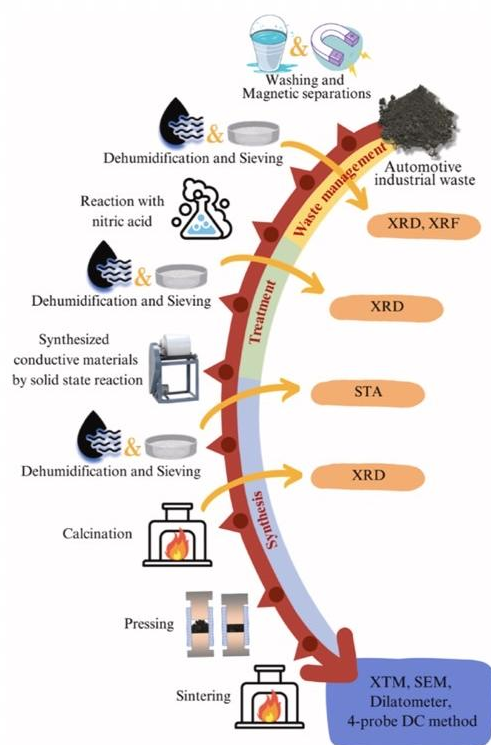 &
Washing and
Magnetic separations
&
Dehumidification and Sieving
Automotive
industrial waste
Waste management
Reaction with
nitric acid
XRD, XRF
&
Dehumidification and Sieving
XRD
Treatment
Synthesized
conductive materials
by solid state reaction
STA
&
Dehumidification and Sieving
XRD
Synthesis
Calcination
Pressing
Sintering
XTM, SEM,
Dilatometer,
4-probe DC method